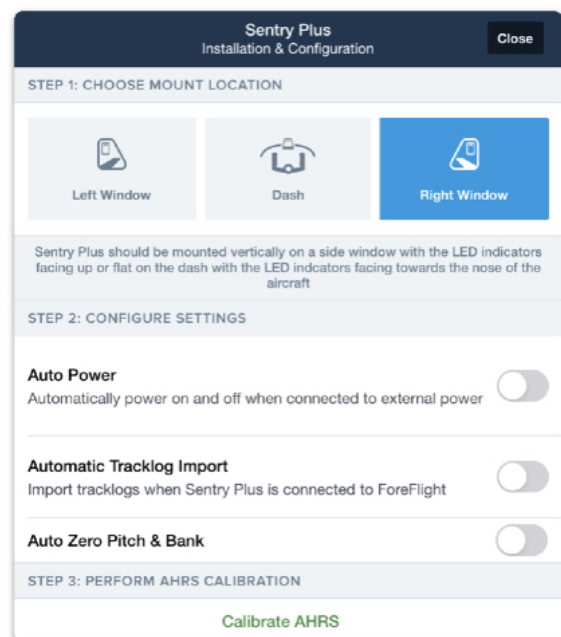 Sentry Plus
Installation & Configuration
Close
STEP 1: CHOOSE MOUNT LOCATION
Left Window
Dash
Right Window
Sentry Plus should be mounted vertically on a side window with the LED indicators
facing up or flat on the dash with the LED indcators facing towards the nose of the
aircraft
STEP 2: CONFIGURE SETTINGS
Auto Power
Automatically power on and off when connected to external power
Automatic Tracklog Import
Import tracklogs when Sentry Plus is connected to ForeFlight
Auto Zero Pitch & Bank
STEP 3: PERFORM AHRS CALIBRATION
Calibrate AHRS